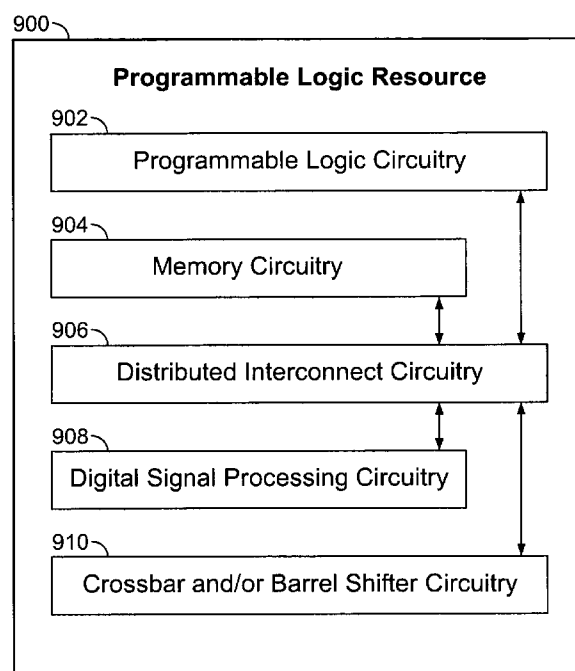 900
Programmable Logic Resource
902
Programmable Logic Circuitry
904
Memory Circuitry
906
Distributed Interconnect Circuitry
908
Digital Signal Processing Circuitry
910
Crossbar and/or Barrel Shifter Circuitry